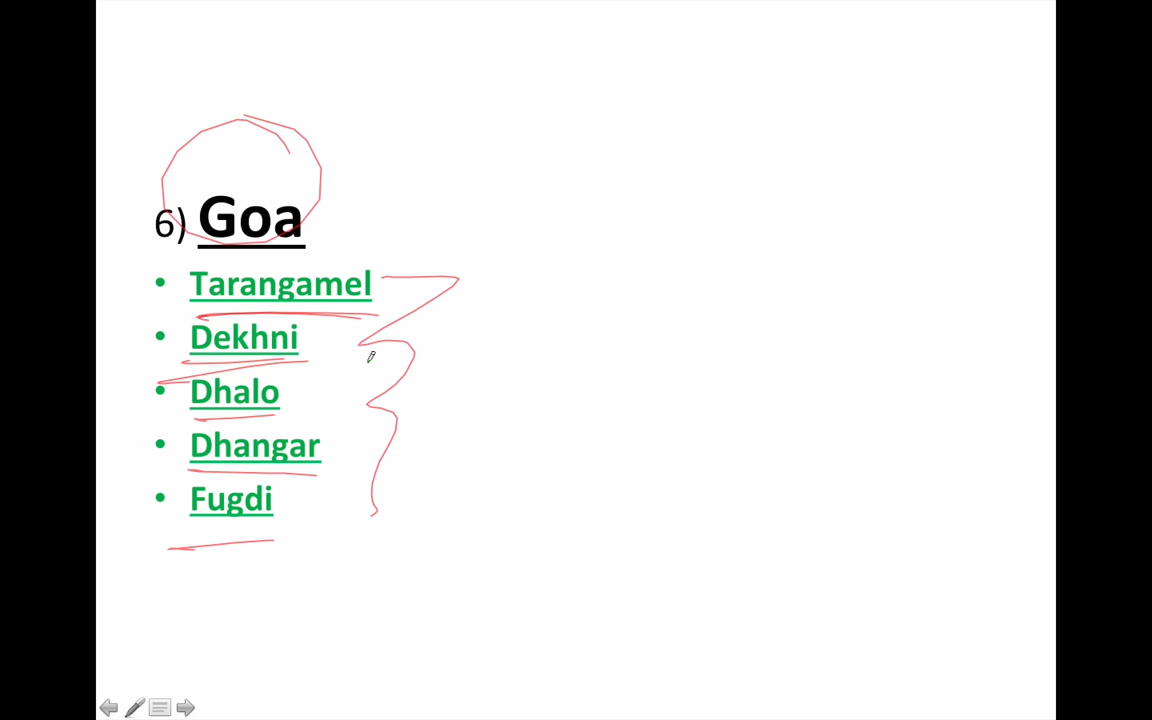 6) Goa
• Tarangamel
• Dekhni
• Dhalo
• Dhangar
• Fugdi